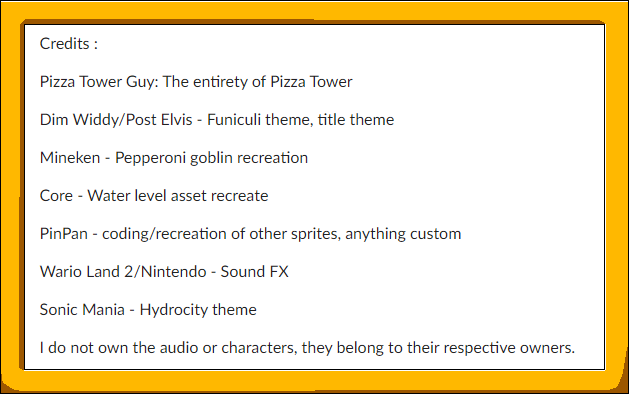 Credits :
Pizza Tower Guy: The entirety of Pizza Tower
Dim Widdy/Post Elvis - Funiculi theme, title theme
Mineken - Pepperoni goblin recreation
Core - Water level asset recreate
PinPan - coding/recreation of other sprites, anything custom
Wario Land 2/Nintendo - Sound FX
Sonic Mania - Hydrocity theme
I do not own the audio or characters, they belong to their respective owners.